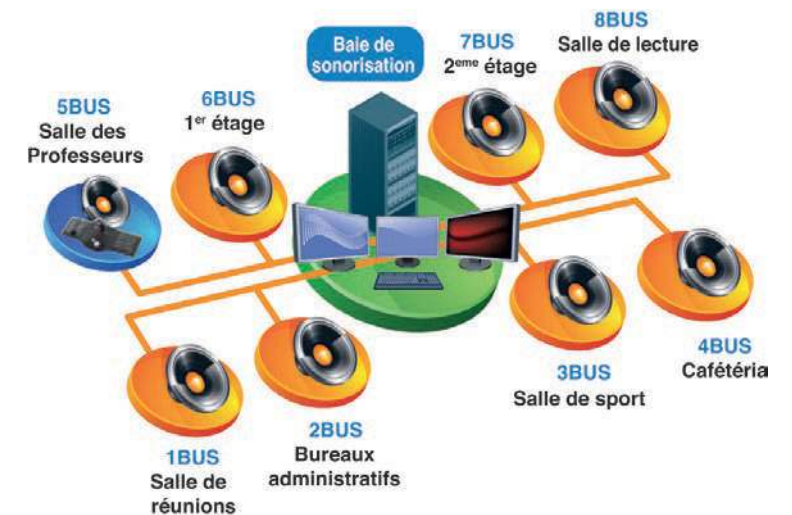 Baie de
sonorisation
7BUS
2eme étage
8BUS
Salle de lecture
5BUS
Salle des
Professeurs
6BUS
1er étage
1BUS
Salle de
réunions
2BUS
Bureaux
administratifs
3BUS
Salle de sport
4BUS
Cafétéria